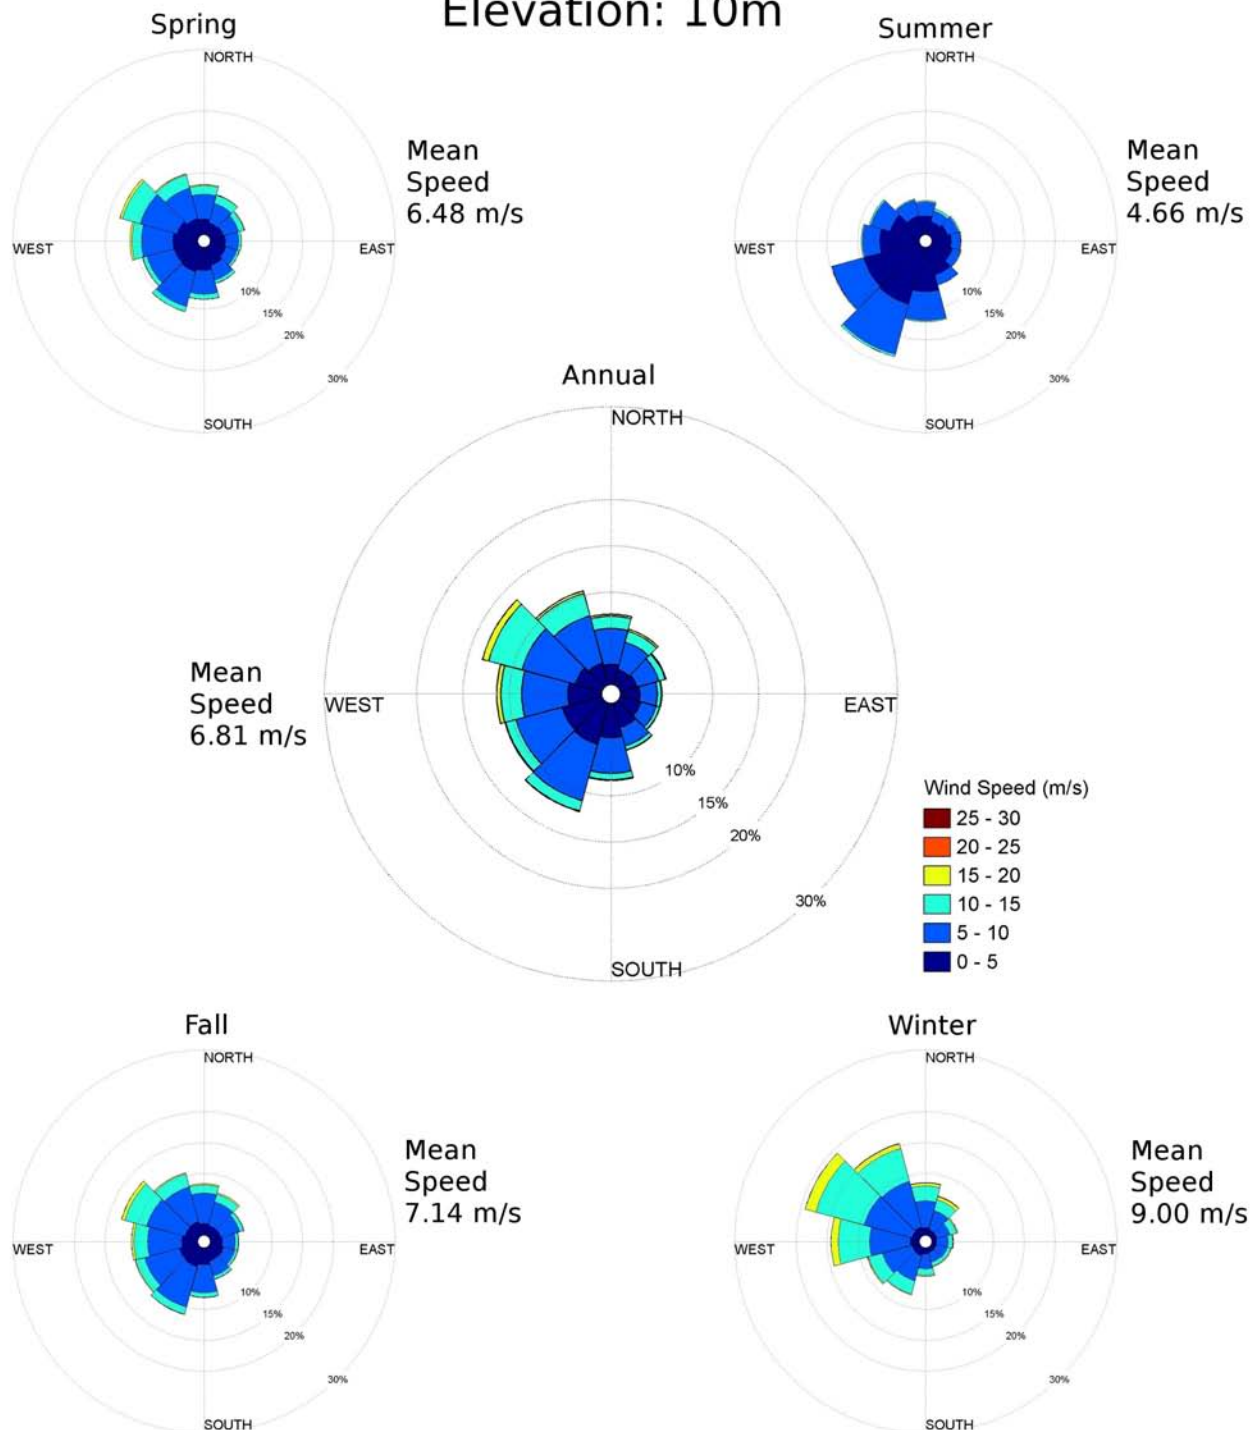 Elevation: 10m
Spring
Summer
NORTH
NORTH
Mean
Speed
6.48 m/s
Mean
Speed
4.66 m/s
WEST
EAST
WEST
EAST
10%
15%
20%
30%
10%
15%
20%
30%
SOUTH
SOUTH
Annual
NORTH
Mean
Speed
6.81 m/s
WEST
EAST
10%
15%
20%
30%
SOUTH
Wind Speed (m/s)
25 - 30
20 - 25
15 - 20
10 - 15
5 - 10
0 - 5
Fall
Winter
NORTH
NORTH
Mean
Speed
7.14 m/s
Mean
Speed
9.00 m/s
WEST
EAST
WEST
EAST
10%
15%
20%
30%
10%
15%
20%
30%
SOUTH
SOUTH